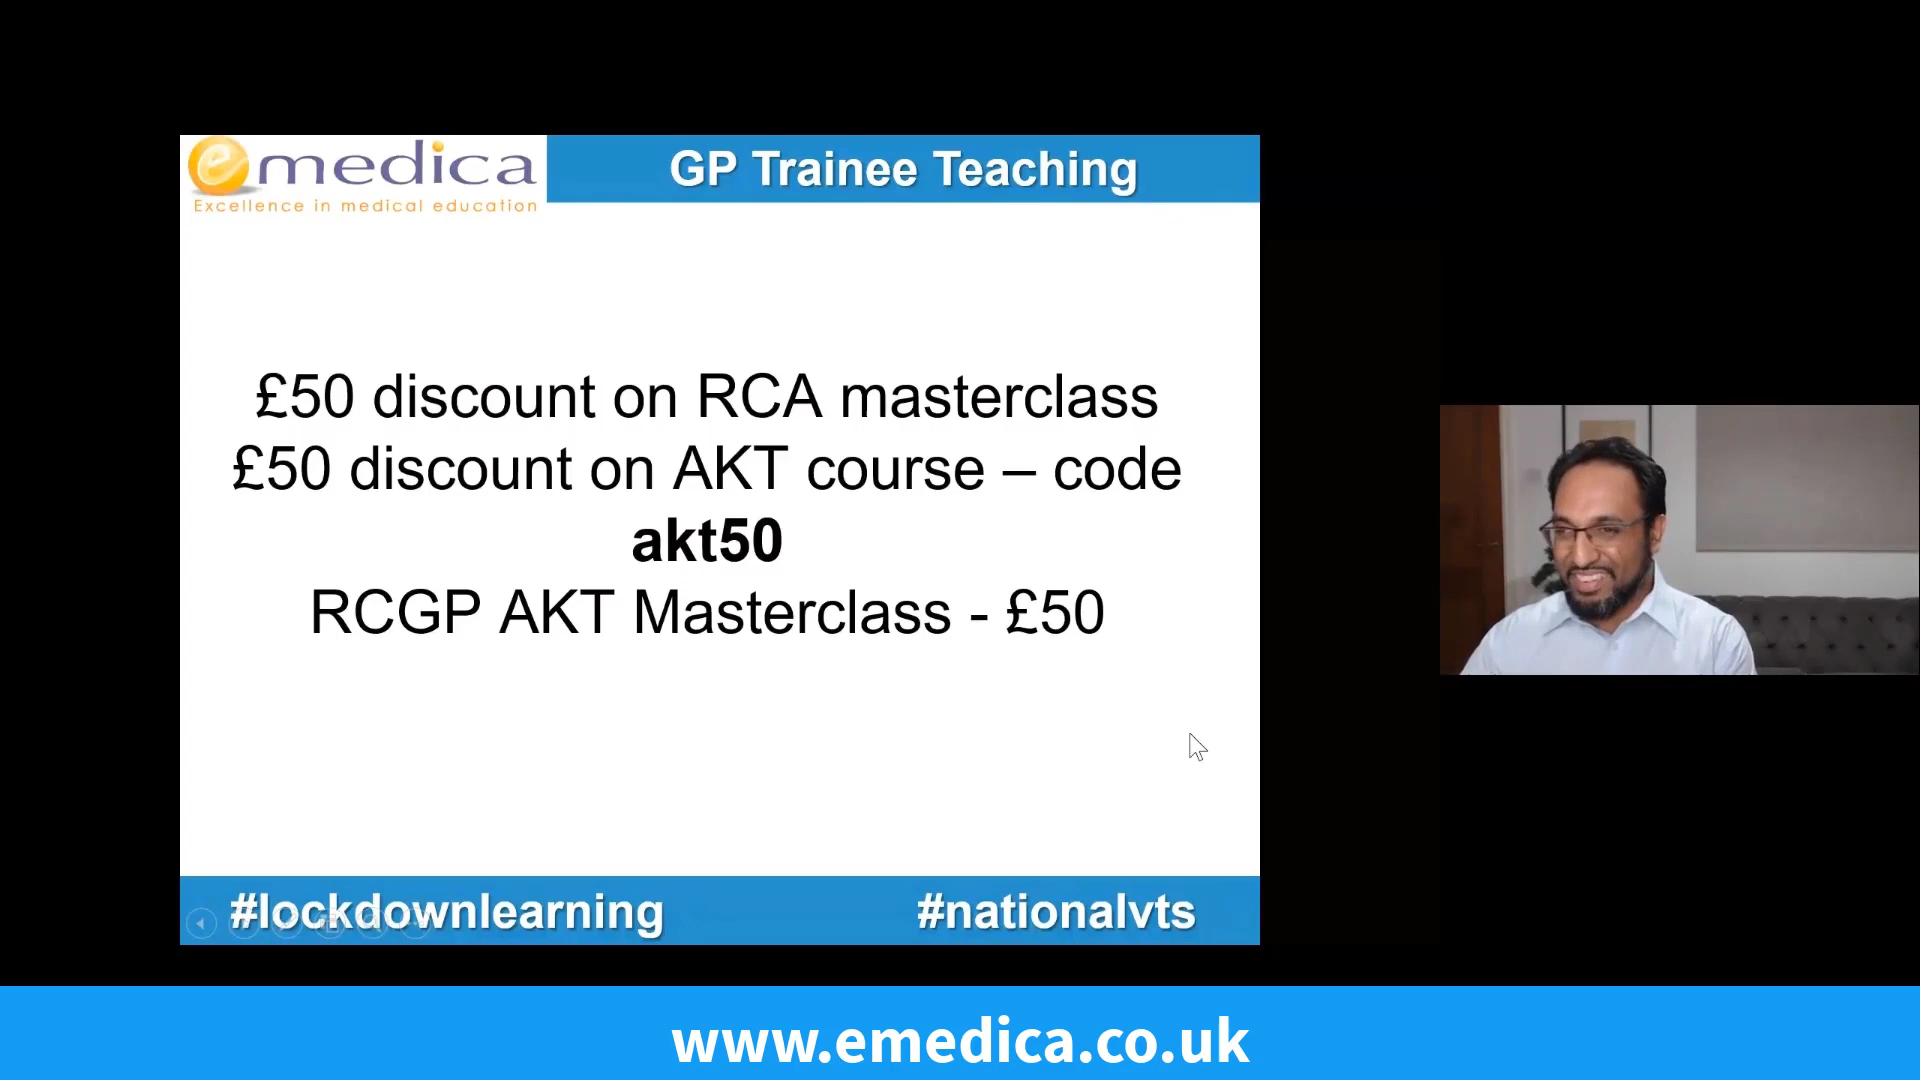 emedica
Excellence in medical education
GP Trainee Teaching
£50 discount on RCA masterclass
£50 discount on AKT course – code
akt50
RCGP AKT Masterclass - £50
#lockdownlearning
#nationalvts
www.emedica.co.uk